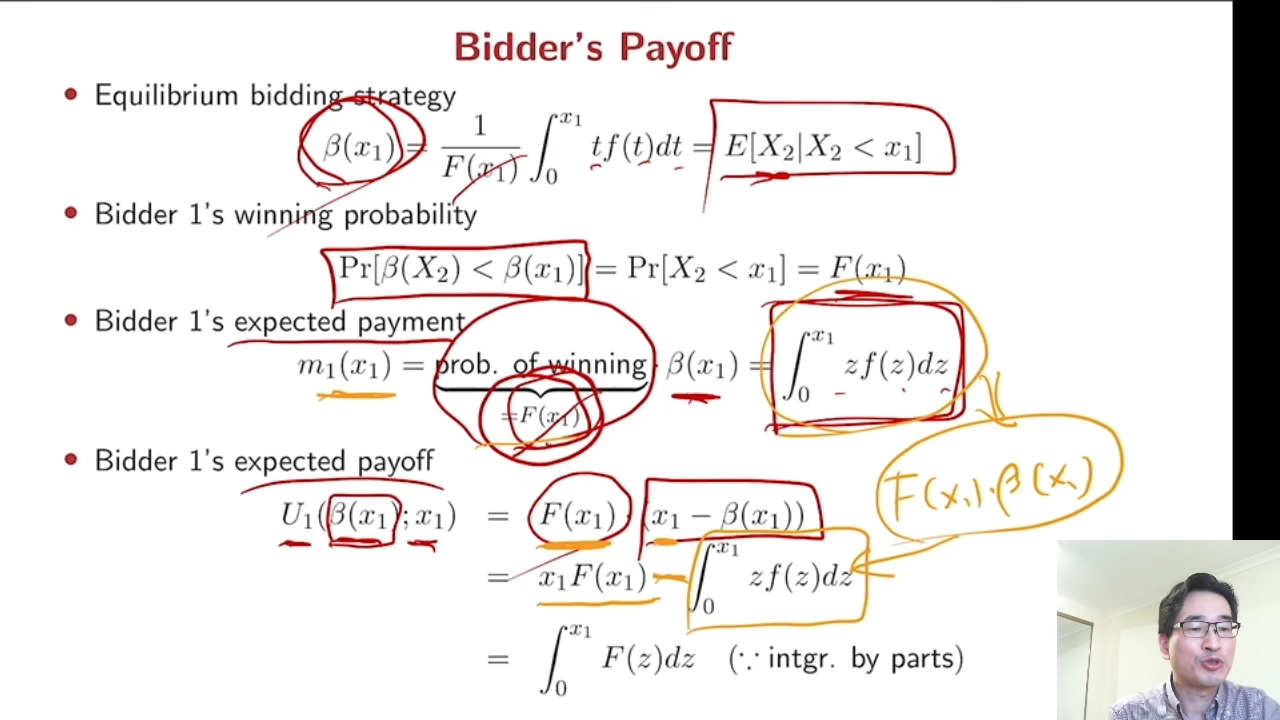 Bidder's Payoff
• Equilibrium bidding strategy
β(x₁) = 1/F(x₁) ∫₀^{x₁} tf(t)dt = E[X₂|X₂ < x₁]
• Bidder 1's winning probability
Pr[β(X₂) < β(x₁)] = Pr[X₂ < x₁] = F(x₁)
• Bidder 1's expected payment
m₁(x₁) = prob. of winning · β(x₁) = ∫₀^{x₁} zf(z)dz
=F(x₁)
• Bidder 1's expected payoff
F(x₁)·β(x₁)
U₁(β(x₁); x₁) = F(x₁) · (x₁ − β(x₁))
= x₁F(x₁) − ∫₀^{x₁} zf(z)dz
= ∫₀^{x₁} F(z)dz (∵ intgr. by parts)